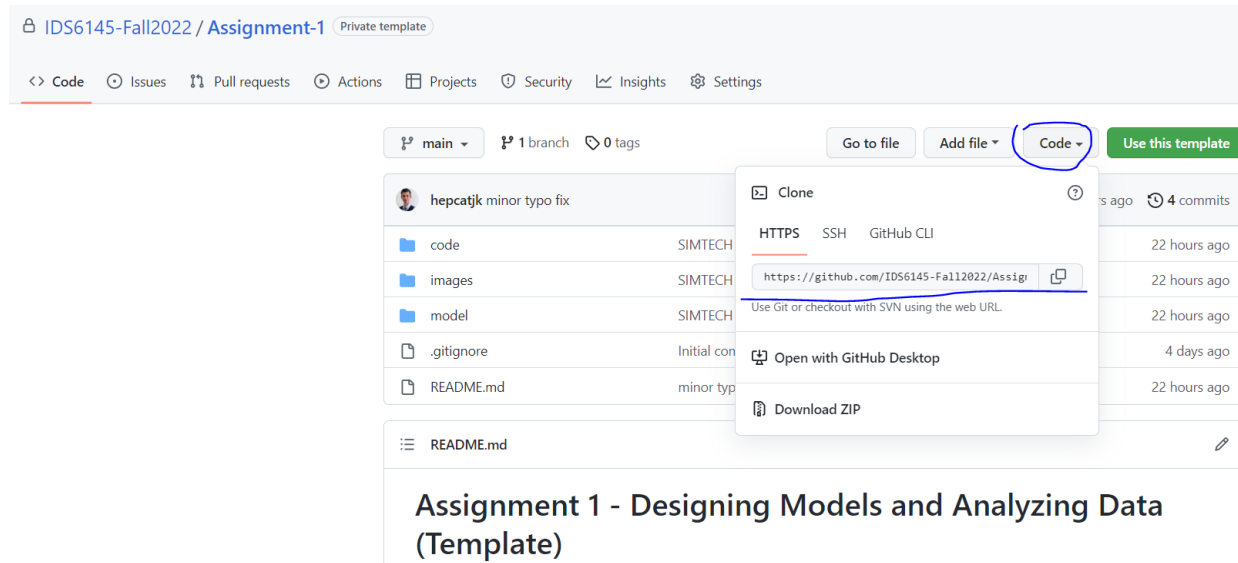 IDS6145-Fall2022 / Assignment-1 Private template
Code Issues Pull requests Actions Projects Security Insights Settings
main 1 branch 0 tags Go to file Add file Code Use this template
hepcatjk minor typo fix ago 4 commits
code SIMTECH 22 hours ago
images SIMTECH 22 hours ago
model SIMTECH 22 hours ago
.gitignore Initial 4 days ago
README.md minor 22 hours ago
Clone
HTTPS SSH GitHub CLI
https://github.com/IDS6145-Fall2022/Assig
Use Git or checkout with SVN using the web URL.
Open with GitHub Desktop
Download ZIP
README.md
Assignment 1 - Designing Models and Analyzing Data
(Template)